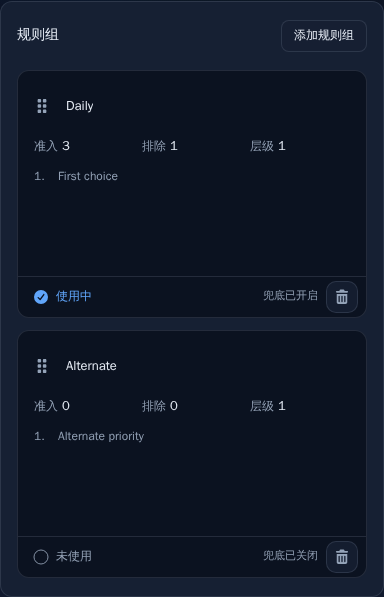 规则组
添加规则组
Daily
准入 3 排除 1 层级 1
1. First choice
使用中 兜底已开启
Alternate
准入 0 排除 0 层级 1
1. Alternate priority
未使用 兜底已关闭